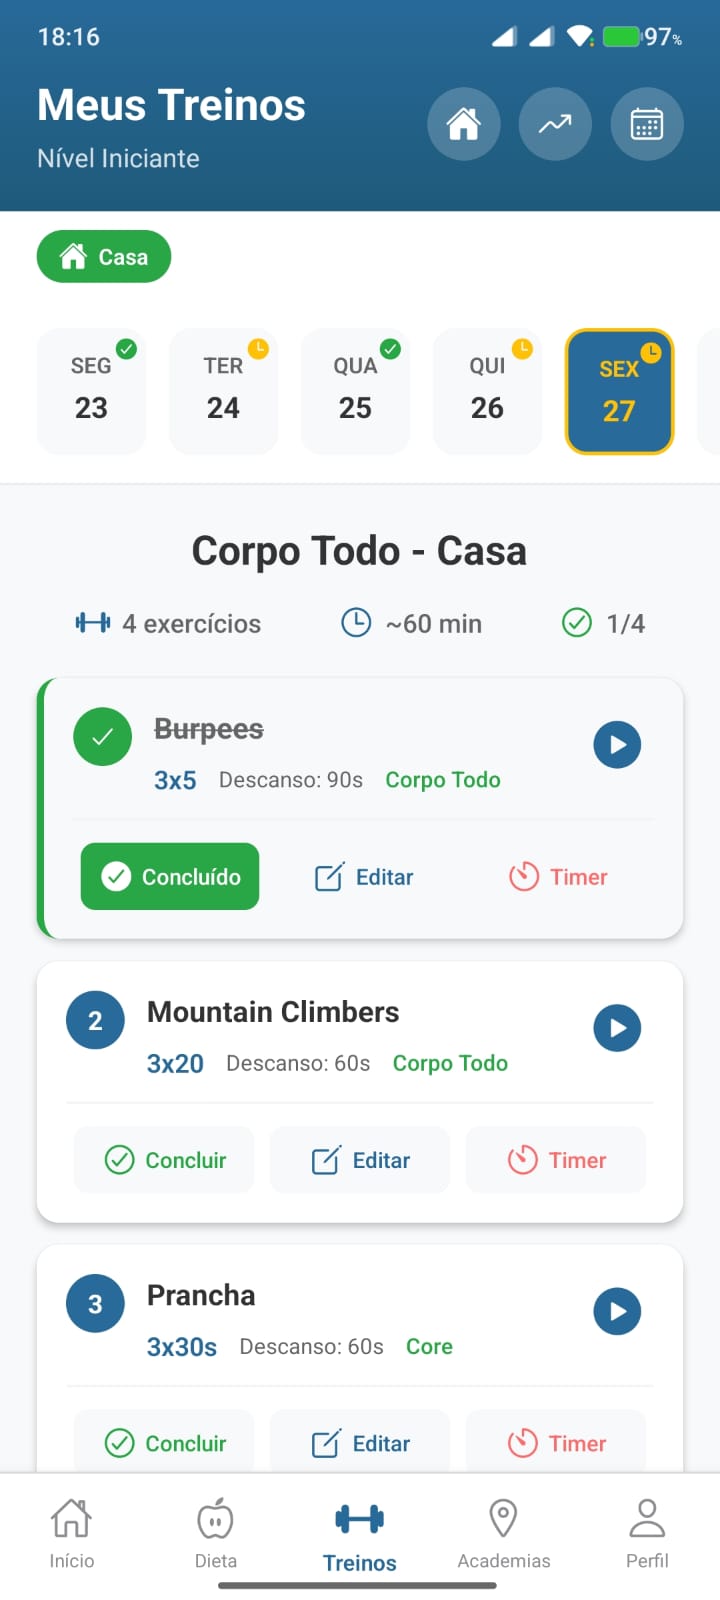 18:16
97%
Meus Treinos
Nível Iniciante
Casa
SEG TER QUA QUI SEX
23 24 25 26 27
Corpo Todo - Casa
4 exercícios ~60 min 1/4
Burpees
3x5 Descanso: 90s Corpo Todo
Concluído Editar Timer
2 Mountain Climbers
3x20 Descanso: 60s Corpo Todo
Concluir Editar Timer
3 Prancha
3x30s Descanso: 60s Core
Concluir Editar Timer
Início Dieta Treinos Academias Perfil